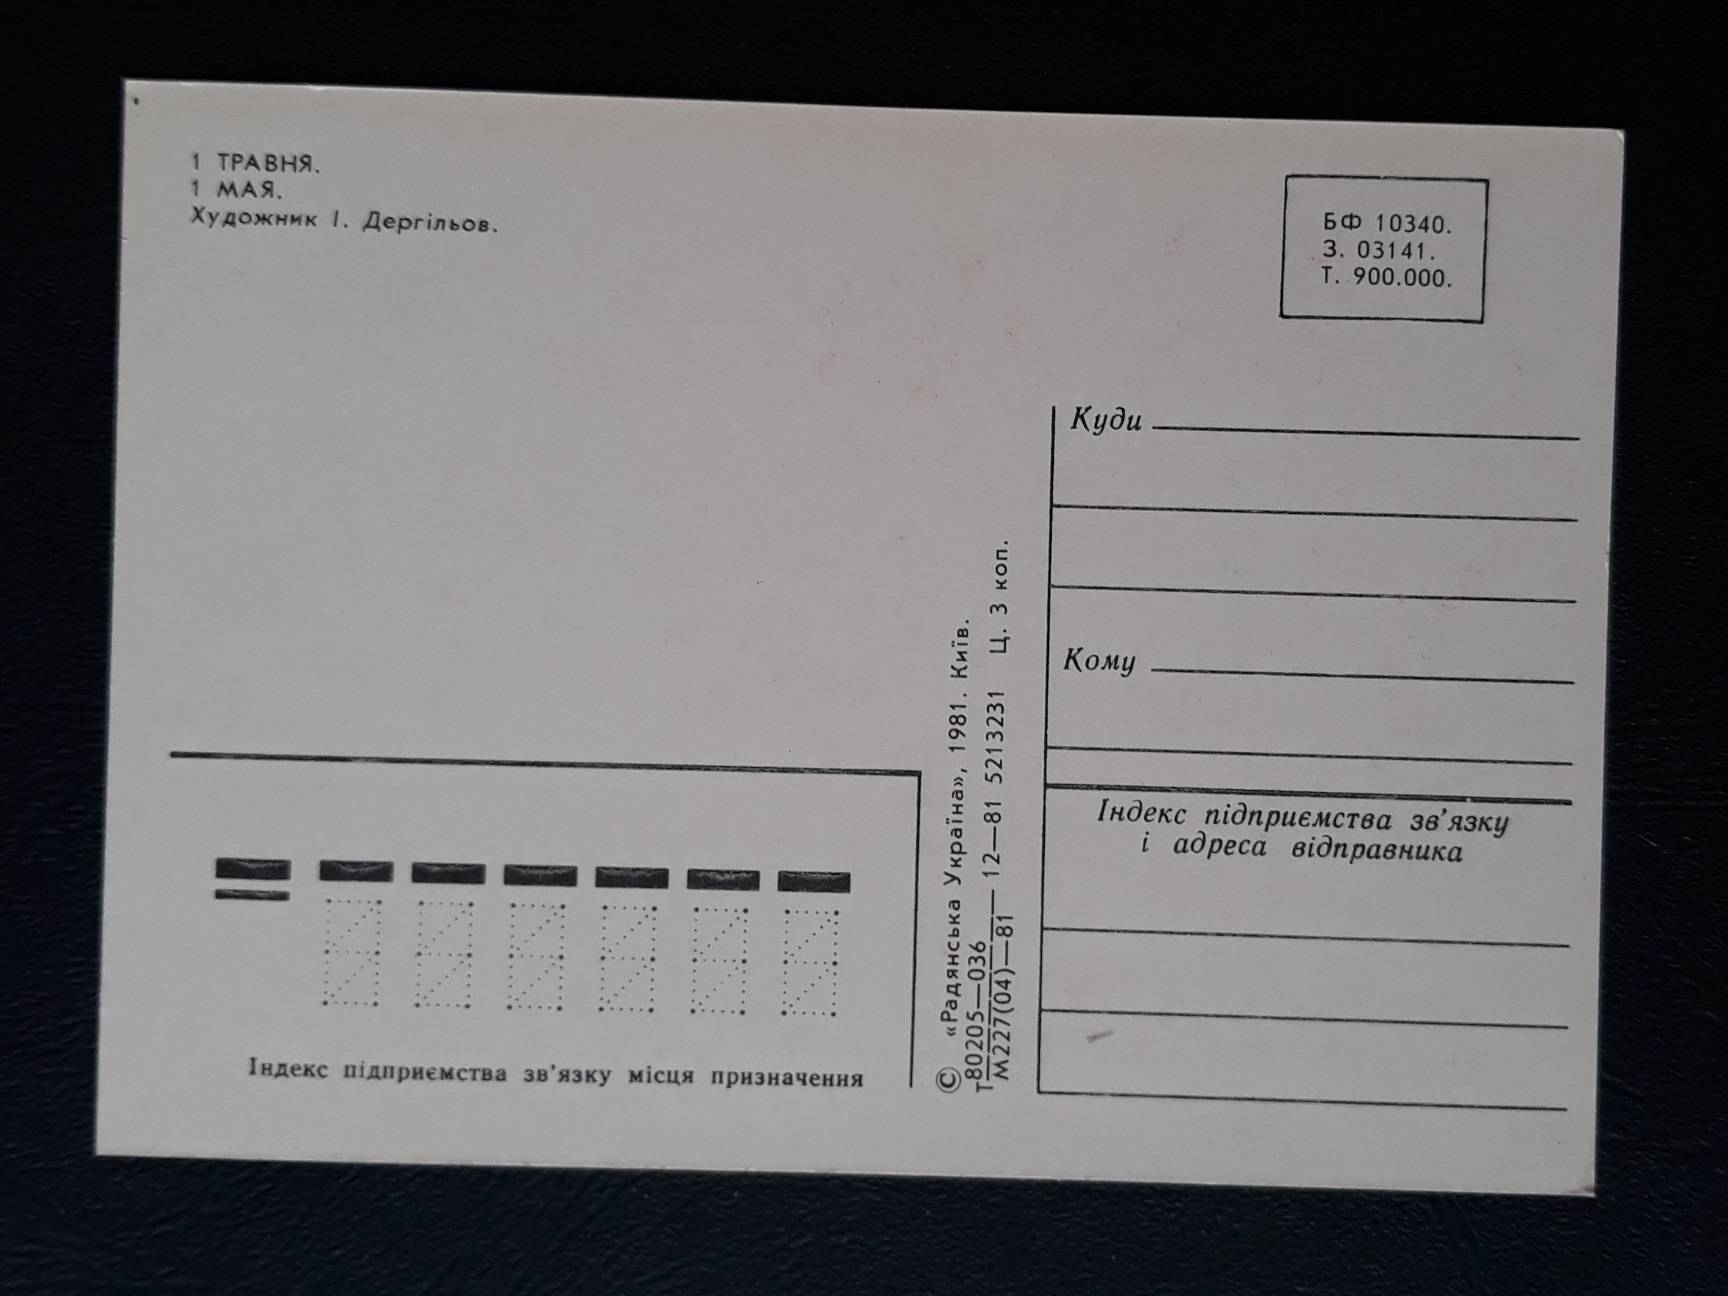 1 ТРАВНЯ.
1 МАЯ.
Художник І. Дергільов.
БФ 10340.
З. 03141.
Т. 900.000.
Куди
Кому
Індекс підприємства зв'язку
і адреса відправника
© «Радянська Україна», 1981. Київ.
Т 80205—036
М227(04)—81 — 12—81 5213231 Ц. 3 коп.
Індекс підприємства зв'язку місця призначення